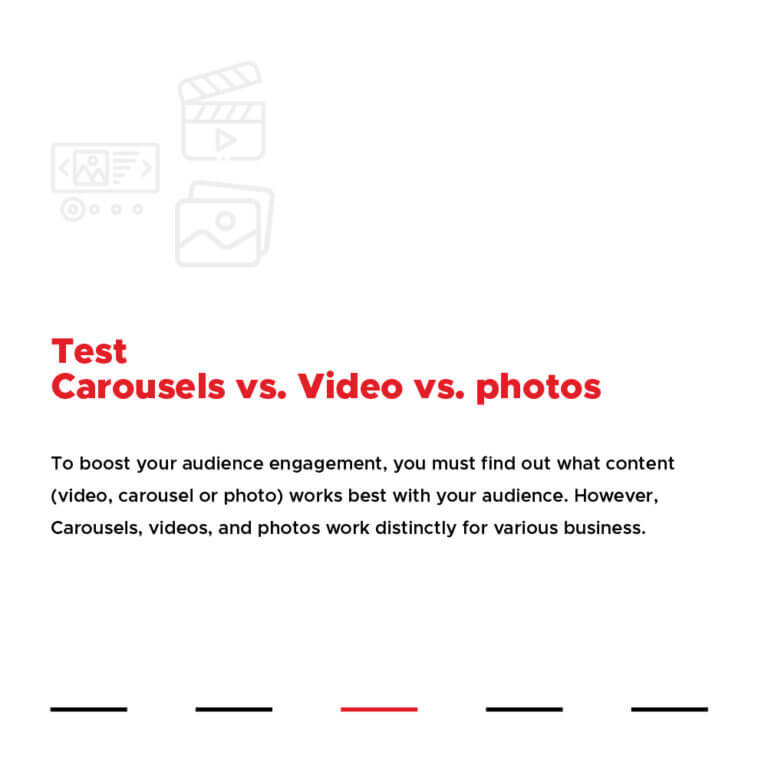 Test
Carousels vs. Video vs. photos
To boost your audience engagement, you must find out what content
(video, carousel or photo) works best with your audience. However,
Carousels, videos, and photos work distinctly for various business.